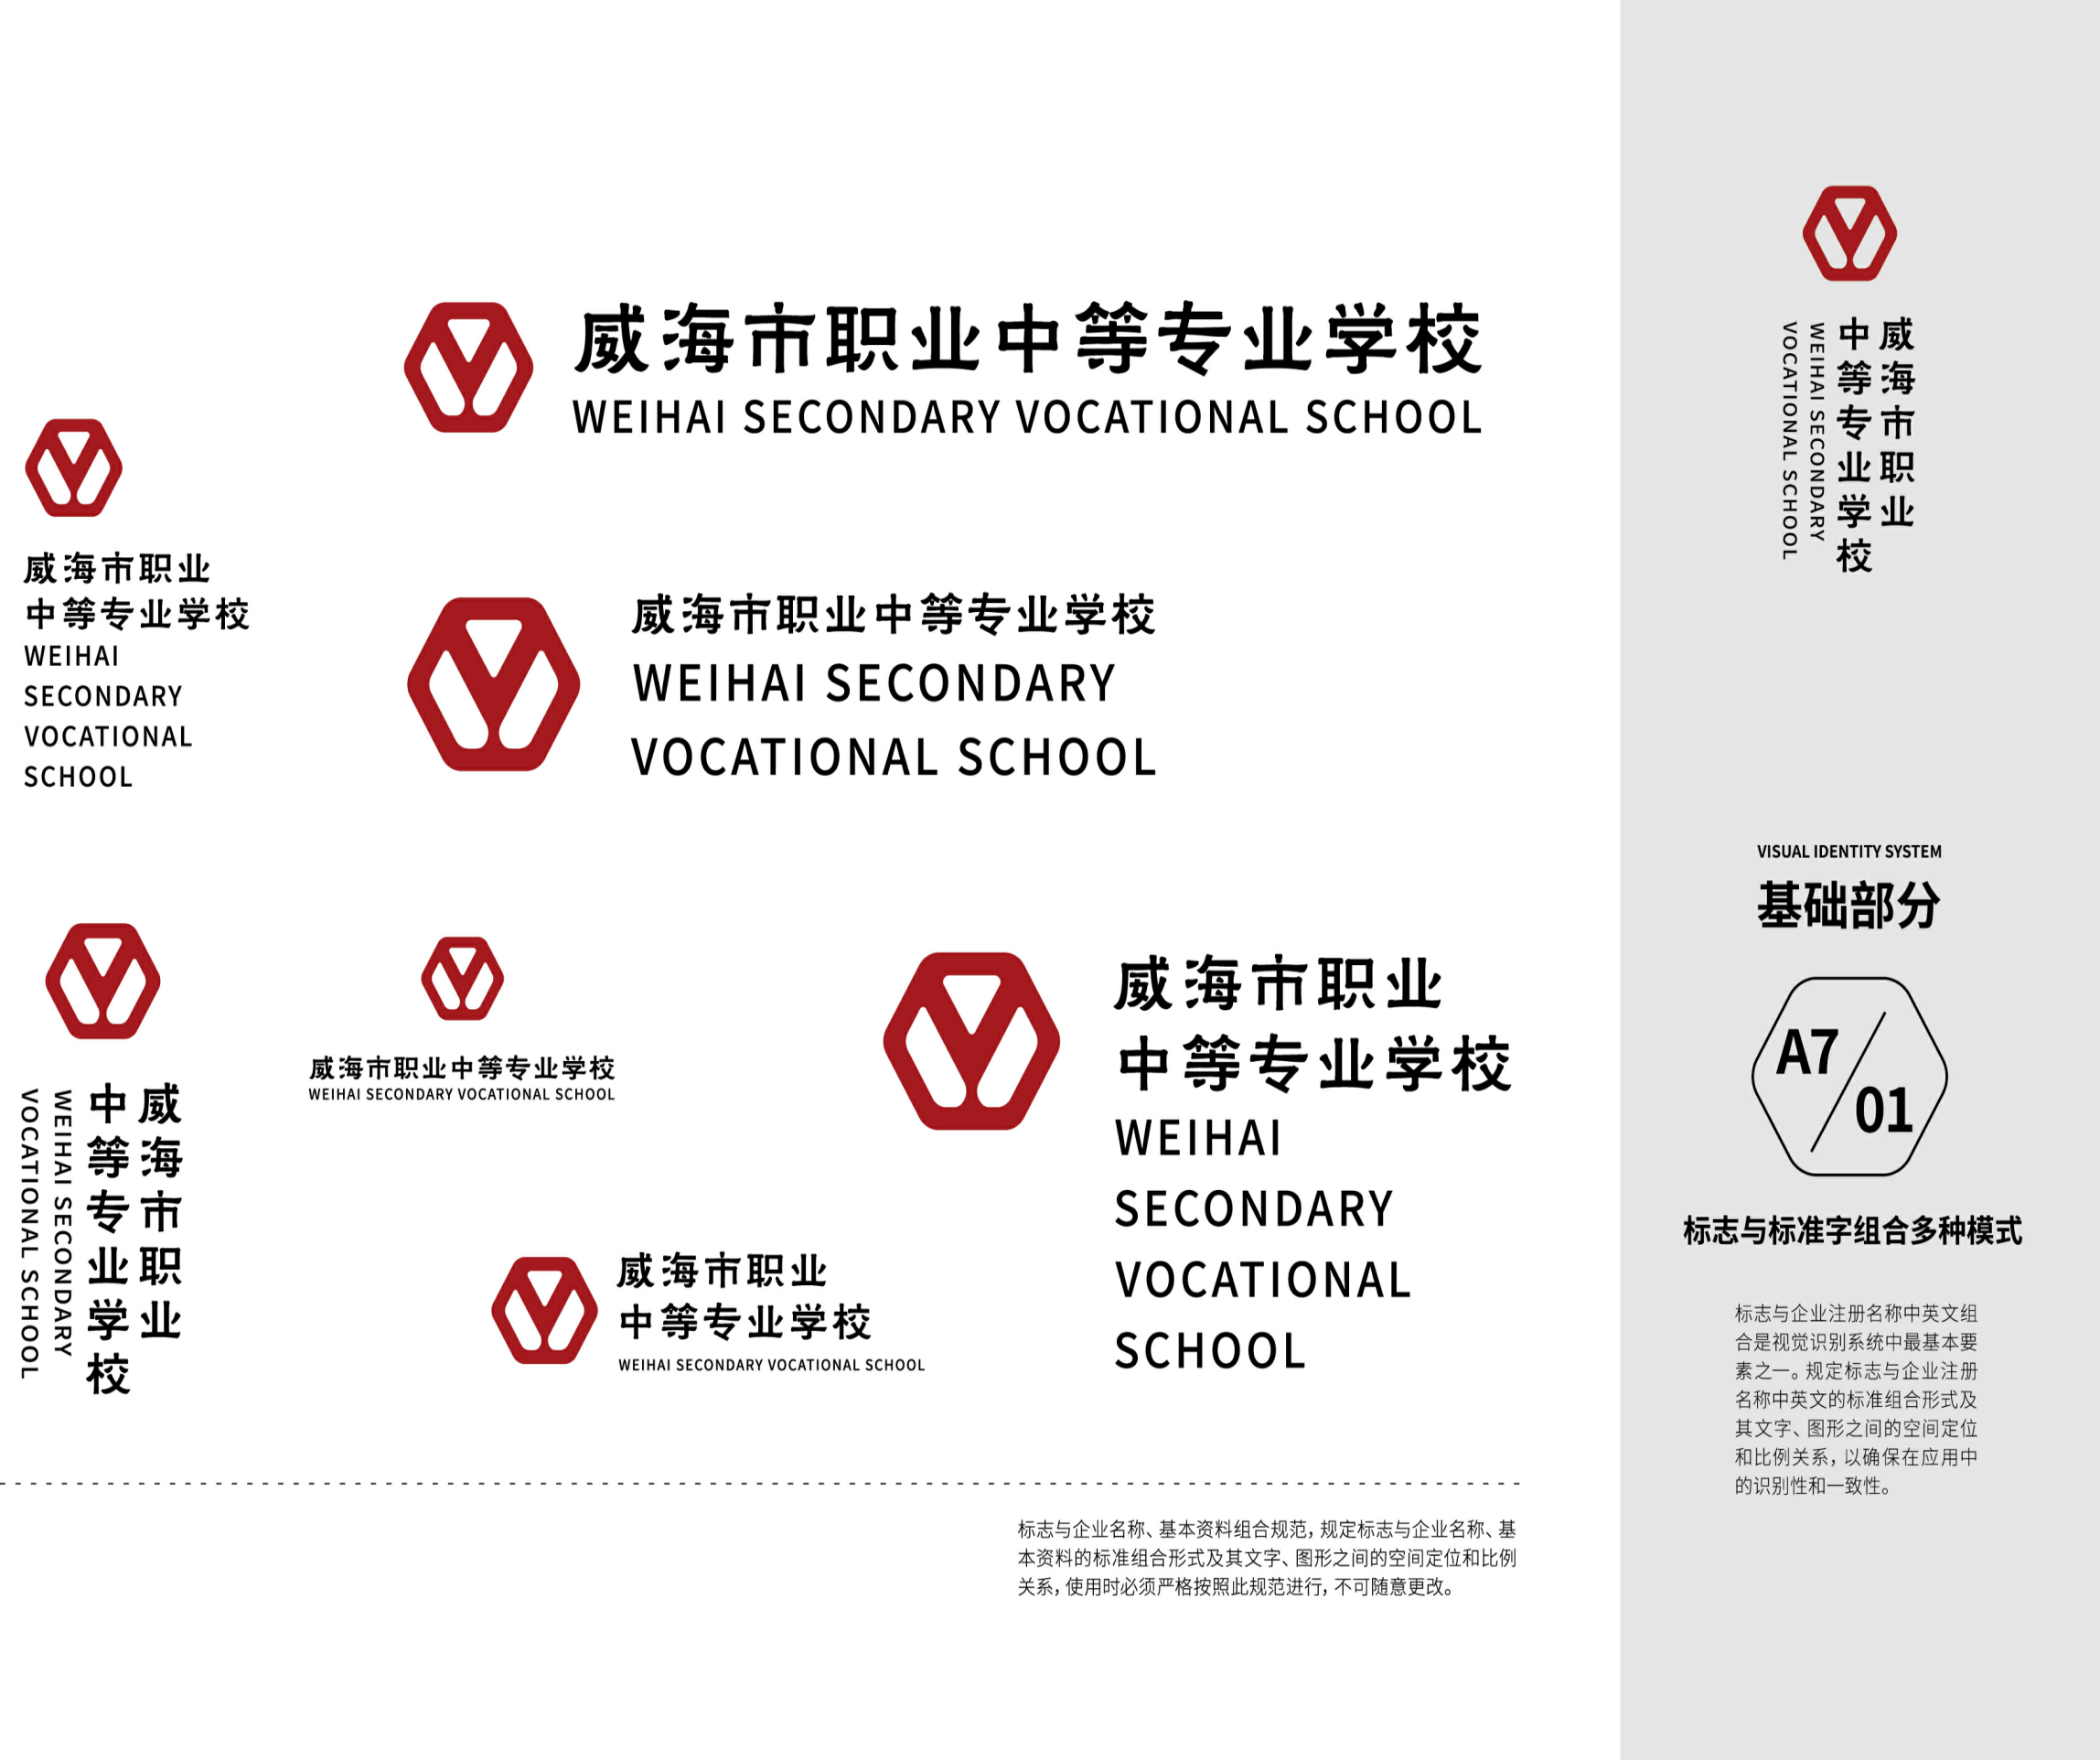 威海市职业中等专业学校
WEIHAI SECONDARY VOCATIONAL SCHOOL
威海市职业
中等专业学校
WEIHAI
SECONDARY
VOCATIONAL
SCHOOL
威海市职业中等专业学校
WEIHAI SECONDARY
VOCATIONAL SCHOOL
威海市职业
中等专业学校
WEIHAI SECONDARY
VOCATIONAL SCHOOL
威海市职业中等专业学校
WEIHAI SECONDARY VOCATIONAL SCHOOL
威海市职业
中等专业学校
WEIHAI SECONDARY VOCATIONAL SCHOOL
威海市职业
中等专业学校
WEIHAI
SECONDARY
VOCATIONAL
SCHOOL
标志与企业名称、基本资料组合规范，规定标志与企业名称、基
本资料的标准组合形式及其文字、图形之间的空间定位和比例
关系，使用时必须严格按照此规范进行，不可随意更改。
威海市职业
中等专业学校
WEIHAI SECONDARY
VOCATIONAL SCHOOL
VISUAL IDENTITY SYSTEM
基础部分
A7
01
标志与标准字组合多种模式
标志与企业注册名称中英文组
合是视觉识别系统中最基本要
素之一。规定标志与企业注册
名称中英文的标准组合形式及
其文字、图形之间的空间定位
和比例关系，以确保在应用中
的识别性和一致性。